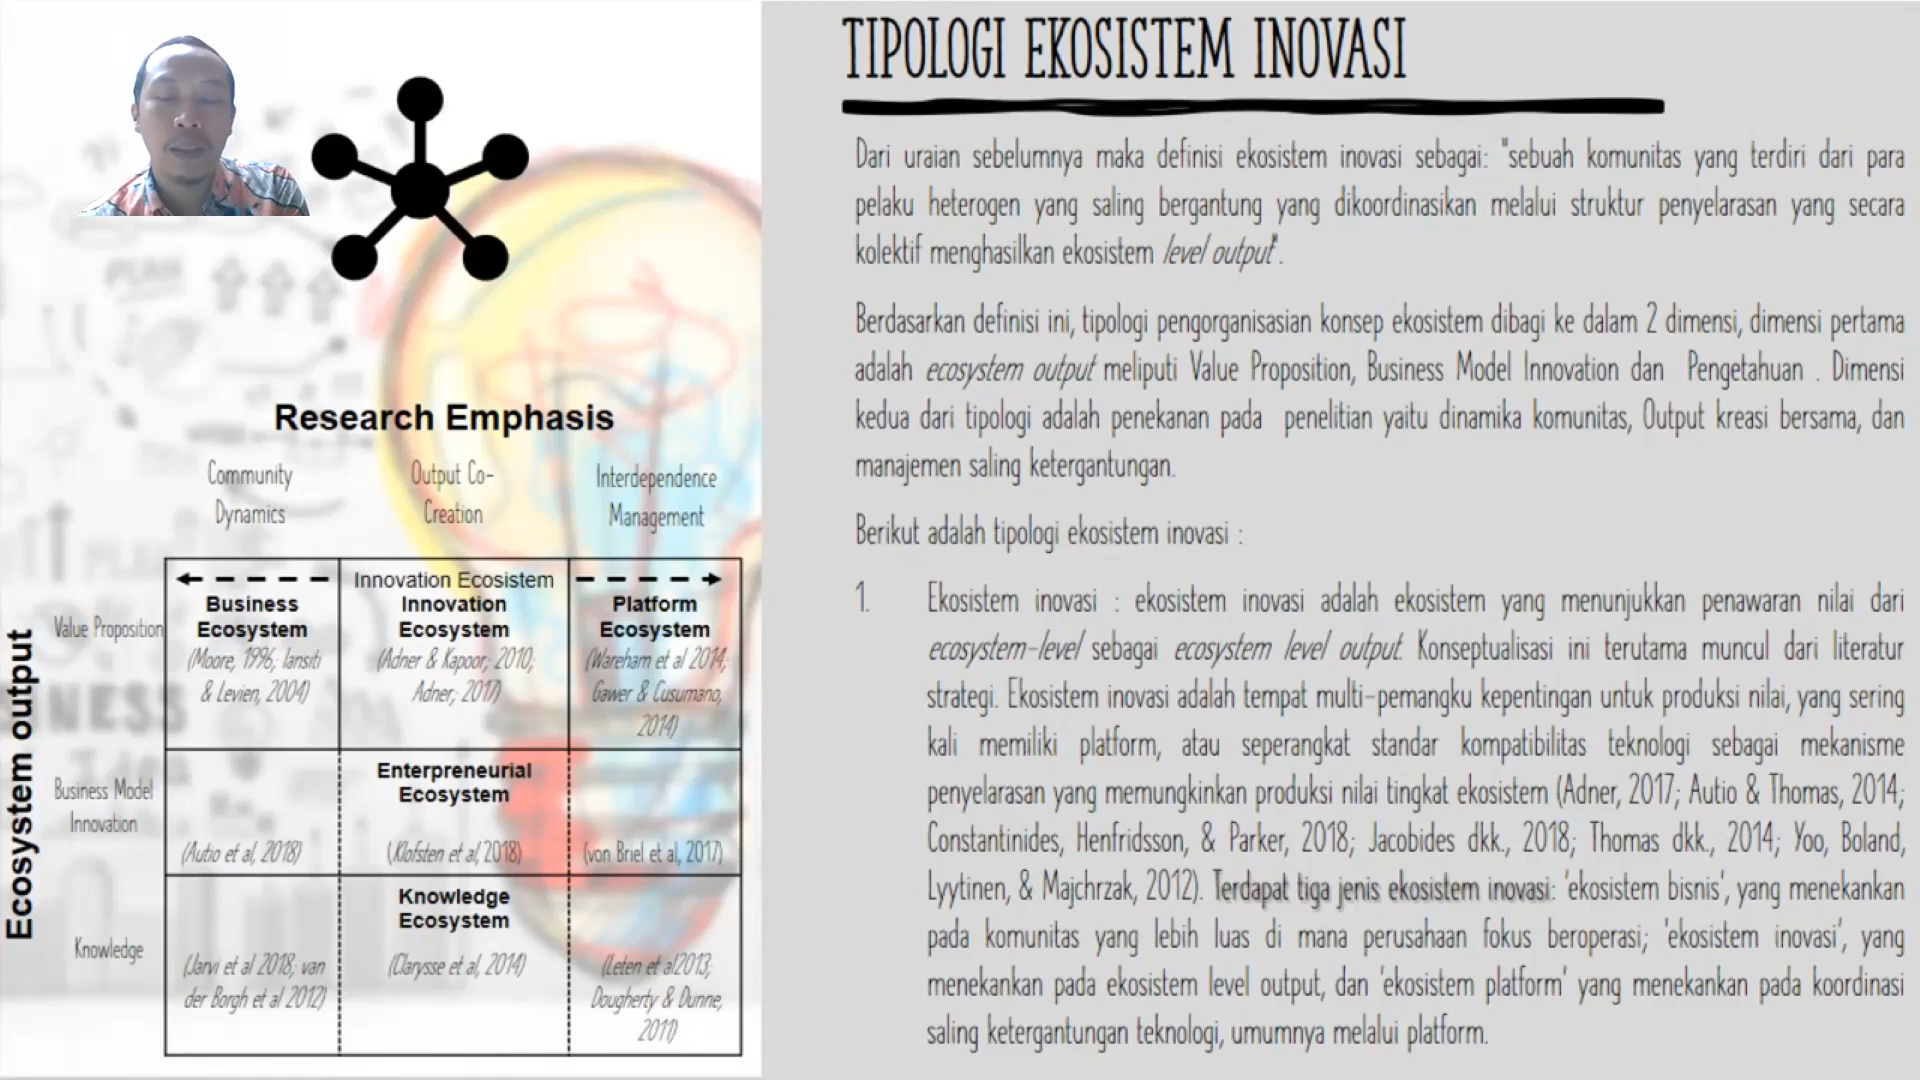 TIPOLOGI EKOSISTEM INOVASI
Dari uraian sebelumnya maka definisi ekosistem inovasi sebagai: "sebuah komunitas yang terdiri dari para
pelaku heterogen yang saling bergantung yang dikoordinasikan melalui struktur penyelarasan yang secara
kolektif menghasilkan ekosistem level output".
Berdasarkan definisi ini, tipologi pengorganisasian konsep ekosistem dibagi ke dalam 2 dimensi, dimensi pertama
adalah ecosystem output meliputi Value Proposition, Business Model Innovation dan Pengetahuan . Dimensi
kedua dari tipologi adalah penekanan pada penelitian yaitu dinamika komunitas, Output kreasi bersama, dan
manajemen saling ketergantungan.
Berikut adalah tipologi ekosistem inovasi :
1. Ekosistem inovasi : ekosistem inovasi adalah ekosistem yang menunjukkan penawaran nilai dari
ecosystem-level sebagai ecosystem level output. Konseptualisasi ini terutama muncul dari literatur
strategi. Ekosistem inovasi adalah tempat multi-pemangku kepentingan untuk produksi nilai, yang sering
kali memiliki platform, atau seperangkat standar kompatibilitas teknologi sebagai mekanisme
penyelarasan yang memungkinkan produksi nilai tingkat ekosistem (Adner, 2017; Autio & Thomas, 2014;
Constantinides, Henfridsson, & Parker, 2018; Jacobides dkk., 2018; Thomas dkk., 2014; Yoo, Boland,
Lyytinen, & Majchrzak, 2012). Terdapat tiga jenis ekosistem inovasi: 'ekosistem bisnis', yang menekankan
pada komunitas yang lebih luas di mana perusahaan fokus beroperasi; 'ekosistem inovasi', yang
menekankan pada ekosistem level output, dan 'ekosistem platform' yang menekankan pada koordinasi
saling ketergantungan teknologi, umumnya melalui platform.
Research Emphasis
Community
Dynamics
Output Co-
Creation
Interdependence
Management
Ecosystem output
Innovation Ecosistem
Value Proposition
Business
Ecosystem
(Moore, 1996; Iansiti
& Levien, 2004)
Innovation
Ecosystem
(Adner & Kapoor; 2010;
Adner; 2017)
Platform
Ecosystem
(Wareham et al 2014;
Gawer & Cusumano,
2014)
Business Model
Innovation
(Autio et al, 2018)
Enterpreneurial
Ecosystem
(Klofsten et al, 2018)
(von Briel et al, 2017)
Knowledge
(Jarvi et al 2018; van
der Borgh et al 2012)
Knowledge
Ecosystem
(Clarysse et al, 2014)
(Leten et al2013;
Dougherty & Dunne,
2011)
PLAN
NESS
Idea